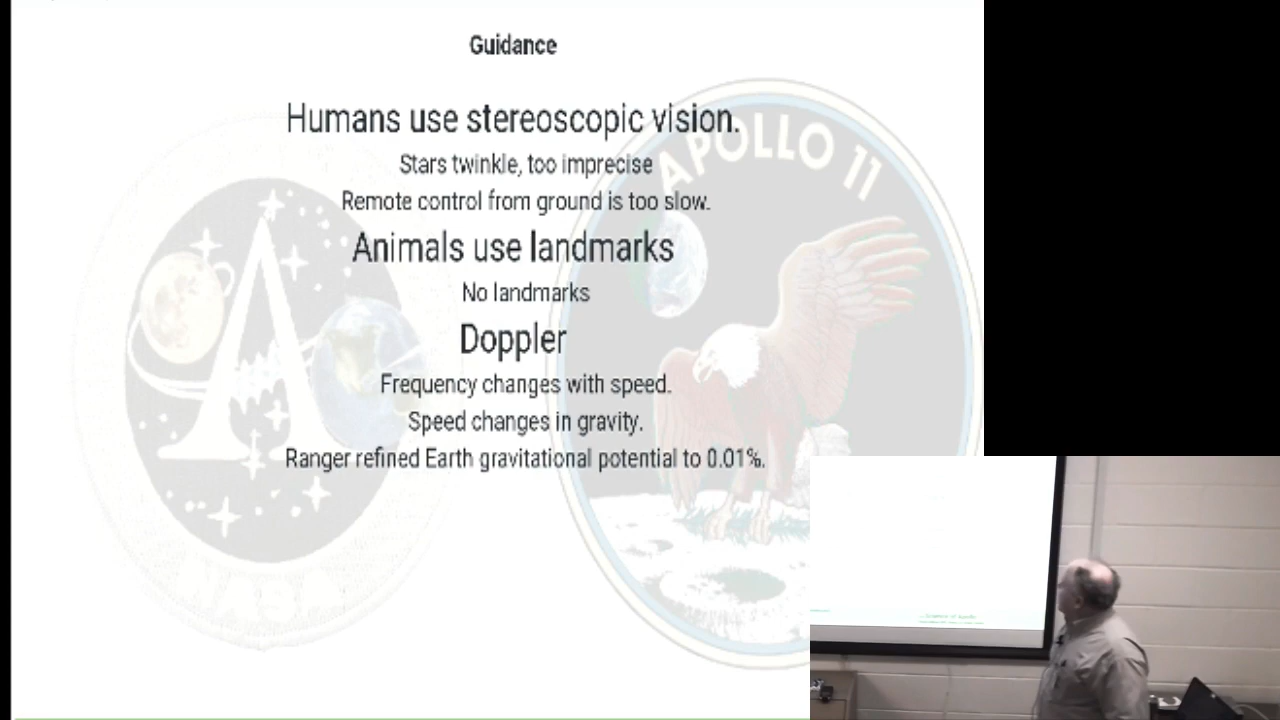 Guidance
Humans use stereoscopic vision.
Stars twinkle, too imprecise
Remote control from ground is too slow.
Animals use landmarks
No landmarks
Doppler
Frequency changes with speed.
Speed changes in gravity.
Ranger refined Earth gravitational potential to 0.01%.
APOLLO 11
NASA